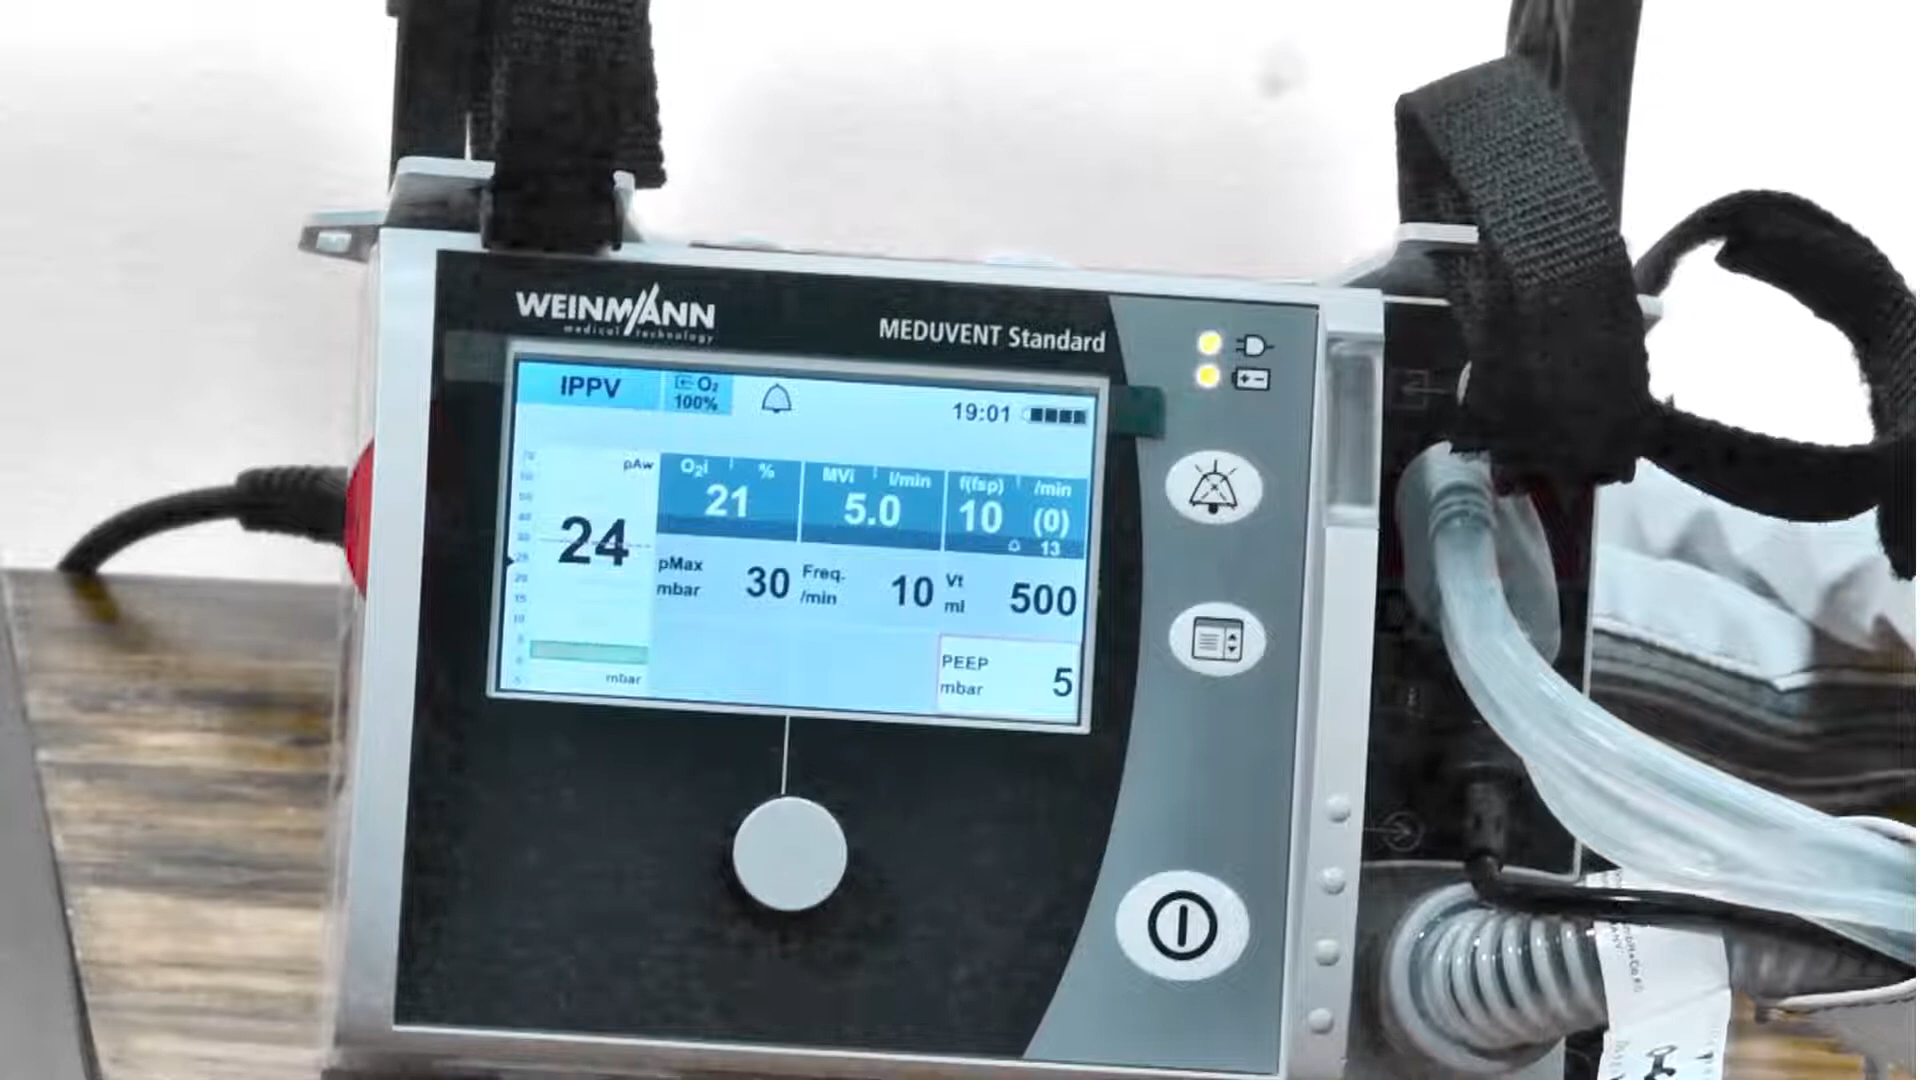 WEINMANN
medical technology
MEDUVENT Standard
IPPV
O₂
100%
19:01
pAw
24
mbar
O₂i %
21
MVi l/min
5.0
f(fsp) /min
10 (0)
13
pMax
mbar
30
Freq.
/min
10
Vt
ml
500
PEEP
mbar
5